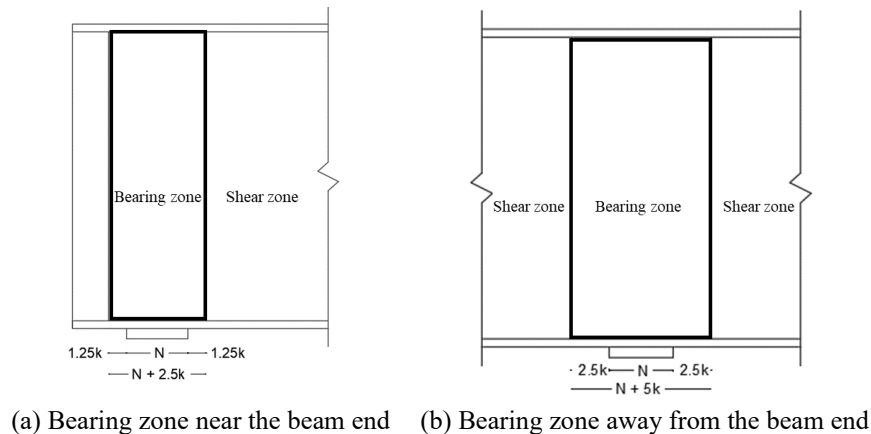 Bearing zone
Shear zone
1.25k
N
1.25k
N + 2.5k
(a) Bearing zone near the beam end
Shear zone
Bearing zone
Shear zone
2.5k
N
2.5k
N + 5k
(b) Bearing zone away from the beam end